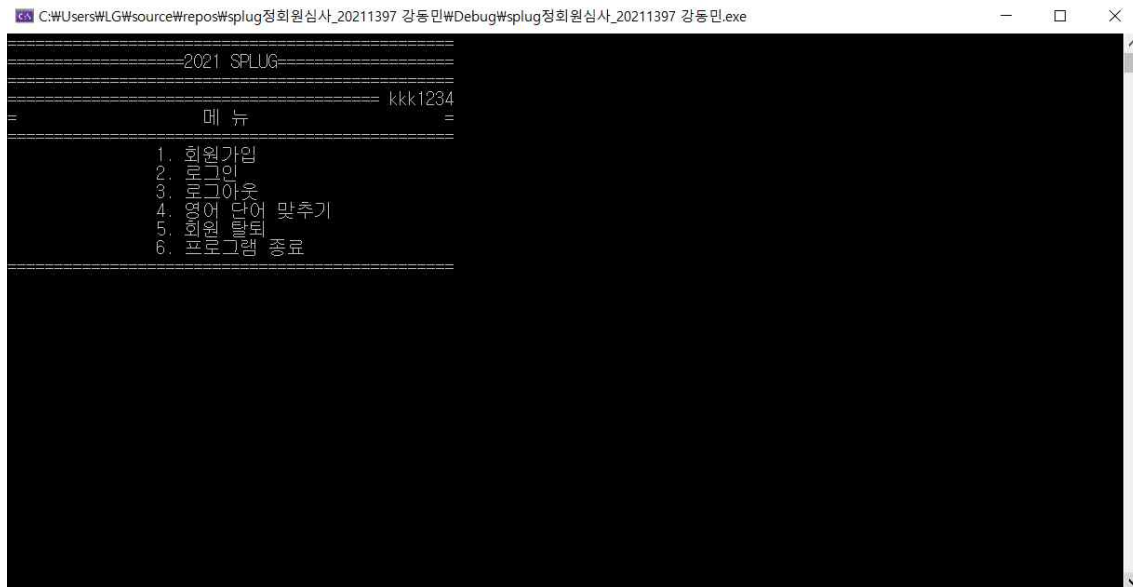 C:₩Users₩LG₩source₩repos₩splug정회원심사_20211397 강동민₩Debug₩splug정회원심사_20211397 강동민.exe
================================================
===================2021 SPLUG===================
================================================
======================================== kkk1234
=                    메 뉴                     =
================================================
1. 회원가입
2. 로그인
3. 로그아웃
4. 영어 단어 맞추기
5. 회원 탈퇴
6. 프로그램 종료
================================================